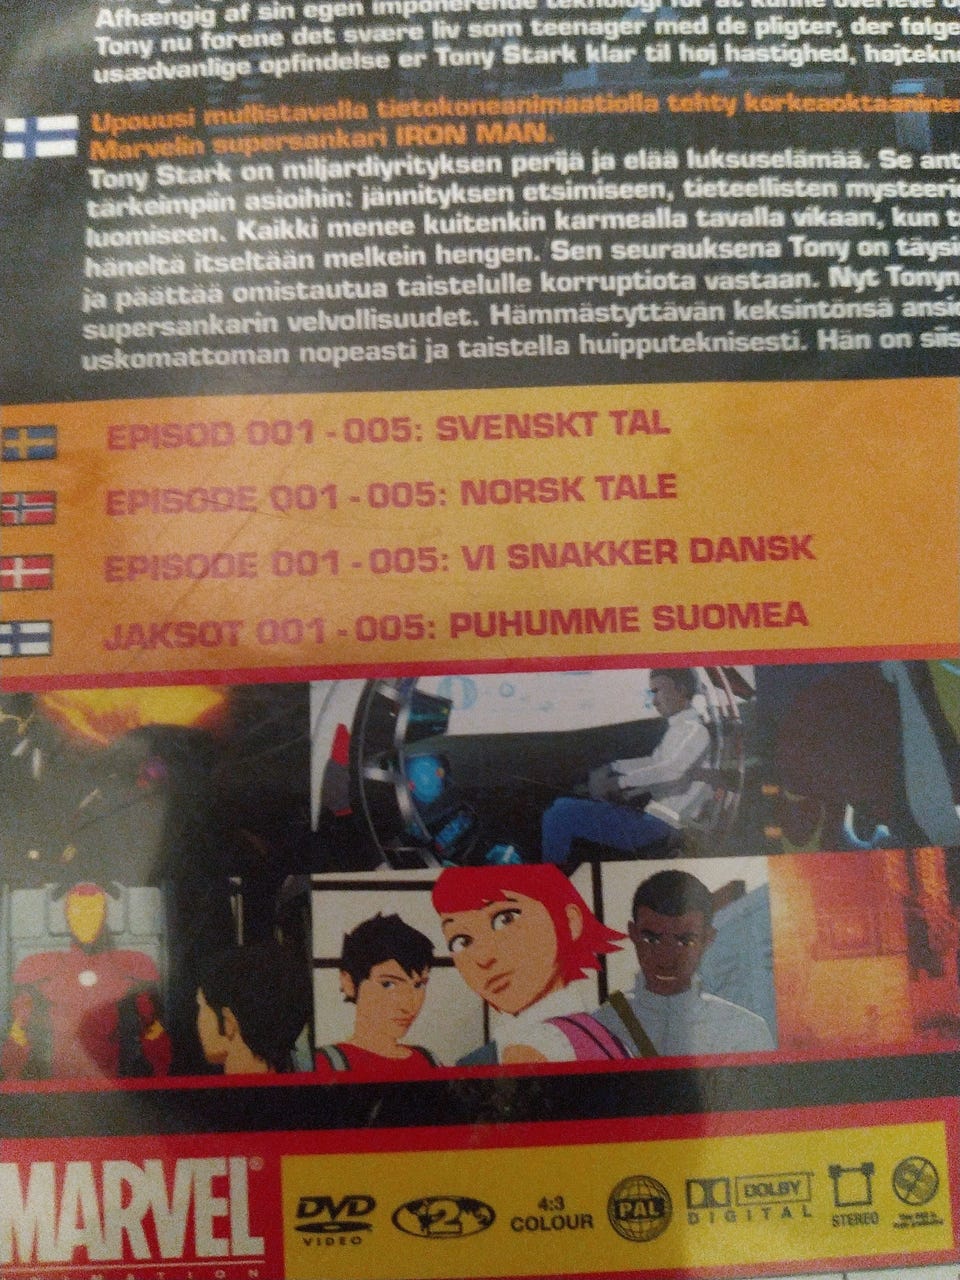 Afhængig af sin egen imponerende teknologi for at kunne overleve
Tony nu forene det svære liv som teenager med de pligter, der følge
usædvanlige opfindelse er Tony Stark klar til høj hastighed, højtekn
Upouusi mullistavalla tietokoneanimaatiolla tehty korkeaoktaanine
Marvelin supersankari IRON MAN.
Tony Stark on miljardiyrityksen perijä ja elää luksuselämää. Se ant
tärkeimpiin asioihin: jännityksen etsimiseen, tieteellisten mysteeri
luomiseen. Kaikki menee kuitenkin karmealla tavalla vikaan, kun t
häneltä itseltään melkein hengen. Sen seurauksena Tony on täysi
ja päättää omistautua taistelulle korruptiota vastaan. Nyt Tonyn
supersankarin velvollisuudet. Hämmästyttävän keksintönsä ansi
uskomattoman nopeasti ja taistella huipputeknisesti. Hän on siis
EPISOD 001 - 005: SVENSKT TAL
EPISODE 001 - 005: NORSK TALE
EPISODE 001 - 005: VI SNAKKER DANSK
JAKSOT 001 - 005: PUHUMME SUOMEA
MARVEL®
DVD
VIDEO
2
4:3
COLOUR
PAL
DOLBY
DIGITAL
STEREO